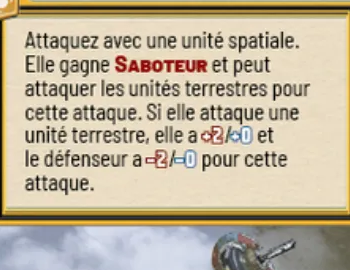 Attaquez avec une unité spatiale.
Elle gagne SABOTEUR et peut
attaquer les unités terrestres pour
cette attaque. Si elle attaque une
unité terrestre, elle a +2/+0 et
le défenseur a -2/-0 pour cette
attaque.